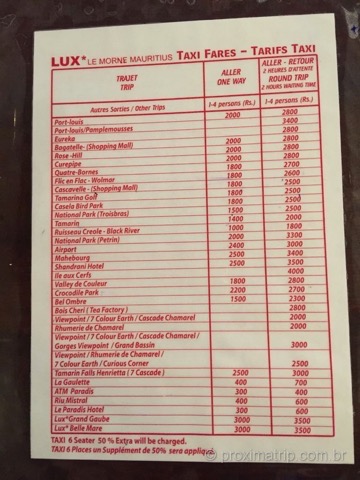 LUX* LE MORNE MAURITIUS TAXI FARES - TARIFS TAXI
TRAJET
TRIP
ALLER
ONE WAY
ALLER - RETOUR
2 HEURES D'ATTENTE
ROUND TRIP
2 HOURS WAITING TIME
Autres Sorties / Other Trips 1-4 persons (Rs.) 1-4 persons (Rs.)
Port-louis 2000 2800
Port-louis/Pamplemousses 3400
Eureka 2800
Bagatelle- (Shopping Mall) 2000 2800
Rose -Hill 2000 2800
Curepipe 2000 2800
Quatre-Bornes 1800 2700
Flic en Flac - Wolmar 1800 2600
Cascavelle - (Shopping Mall) 1800 2500
Tamarina Golf 1800 2500
Casela Bird Park 1800 2500
National Park (Troisbras) 1500 2500
Tamarin 1400 2000
Ruisseau Creole - Black River 1000 1800
National Park (Petrin) 2000 3300
Airport 2400 3000
Mahebourg 2500 3400
Shandrani Hotel 2500 3500
Ile aux Cerfs 4000
Valley de Couleur 1800 2800
Crocodile Park 2200 2700
Bel Ombre 1500 2300
Bois Cheri ( Tea Factory ) 2800
Viewpoint / 7 Colour Earth / Cascade Chamarel 2000
Rhumerie de Chamarel 2000
Viewpoint / 7 Colour Earth / Cascade Chamarel /
Gorges Viewpoint / Grand Bassin 3000
Viewpoint / Rhumerie de Chamarel /
7 Colour Earth / Curious Corner 2500
Tamarin Falls Henrietta ( 7 Cascade ) 2500 3000
La Gaulette 400 700
ATM Paradis 300 400
Riu Mistral 400 400
Le Paradis Hotel 300 600
Lux*Grand Gaube 3000 3500
Lux* Belle Mare 3000 3500
TAXI 6 Seater 50 % Extra will be charged.
TAXI 6 Places un Supplément de 50% sera appliqué.
© proximatrip.com.br